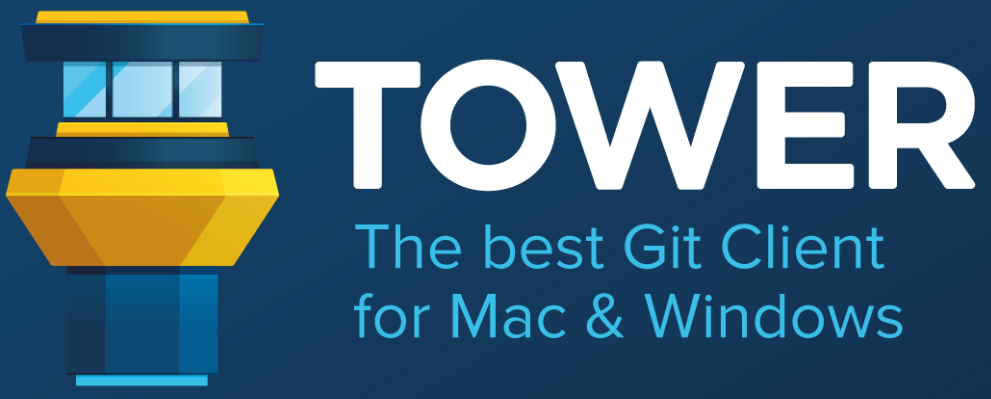 TOWER
The best Git Client
for Mac & Windows